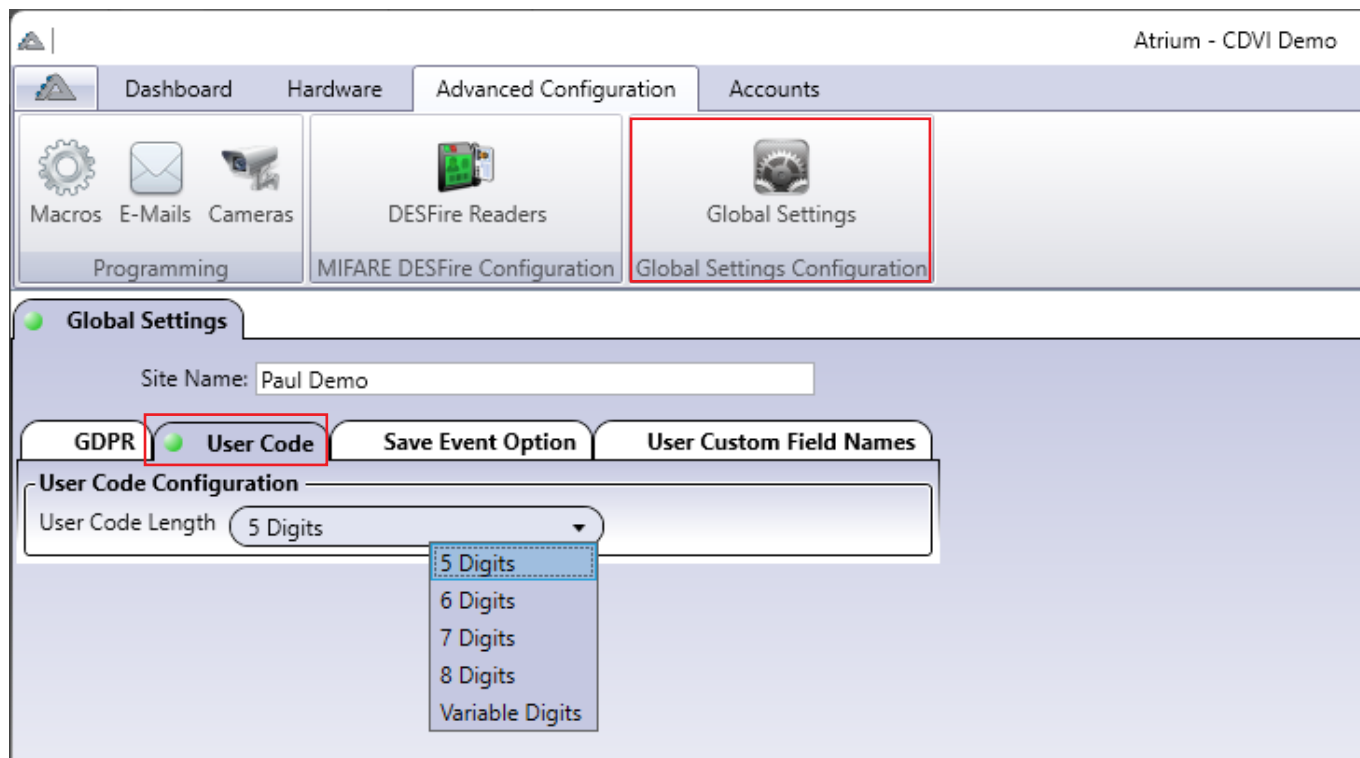 Atrium - CDVI Demo
Dashboard Hardware Advanced Configuration Accounts
Macros E-Mails Cameras DESFire Readers Global Settings
Programming MIFARE DESFire Configuration Global Settings Configuration
Global Settings
Site Name: Paul Demo
GDPR User Code Save Event Option User Custom Field Names
User Code Configuration
User Code Length 5 Digits
5 Digits
6 Digits
7 Digits
8 Digits
Variable Digits